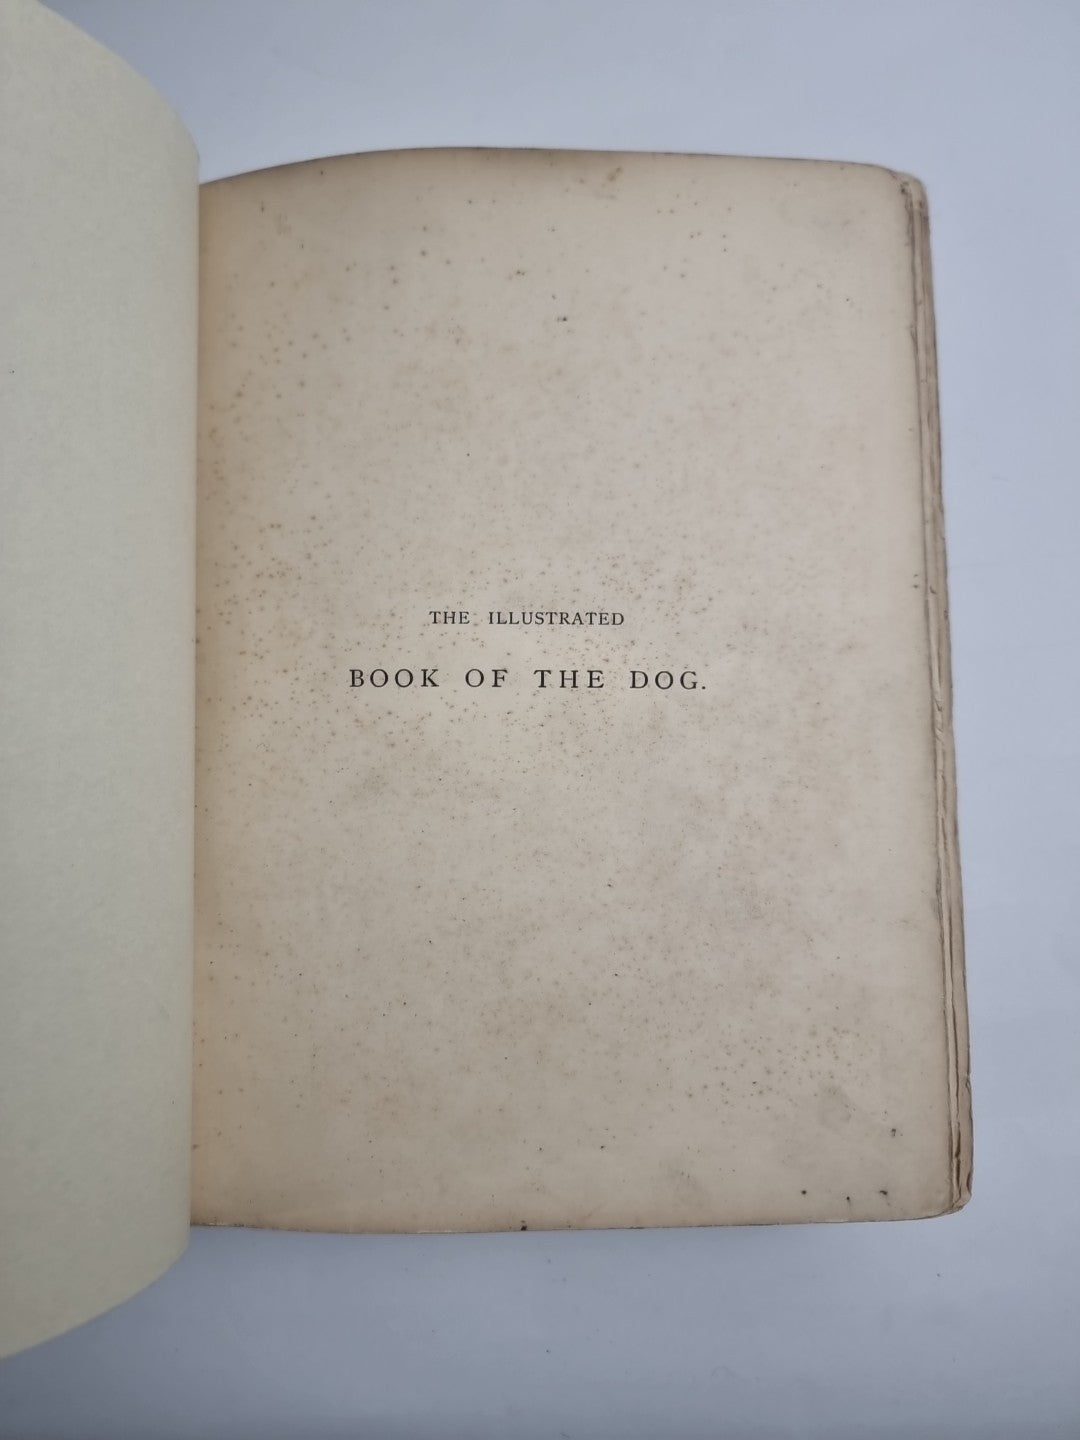 THE ILLUSTRATED
BOOK OF THE DOG.